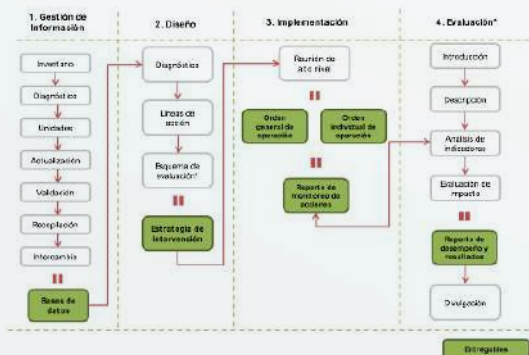 1. Gestión de
Información
Inventario
Diagnóstico
Unidades
Actualización
Validación
Recopilación
Intercambio
Bases de
datos
2. Diseño
Diagnóstico
Líneas de
acción
Esquema de
evaluación*
Estrategia de
intervención
3. Implementación
Reunión de
alto nivel
Orden
general de
operación
Orden
individual de
operación
Reporte de
monitoreo de
acciones
4. Evaluación*
Introducción
Descripción
Análisis de
indicadores
Evaluación de
impacto
Reporte de
desempeño y
resultados
Divulgación
Entregables